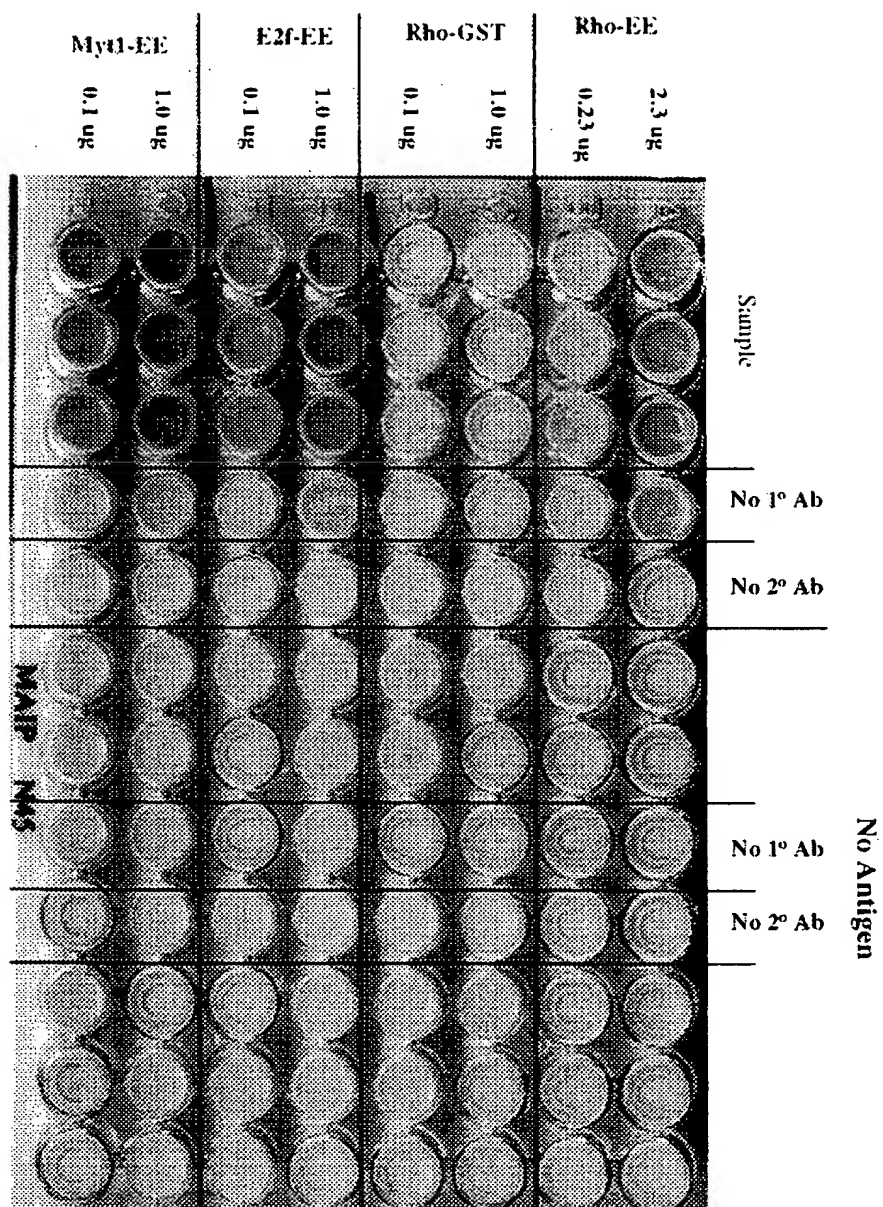 Myt1-EE
E2f-EE
Rho-GST
Rho-EE
0.1 ug
1.0 ug
0.1 ug
1.0 ug
0.1 ug
1.0 ug
0.23 ug
2.3 ug
Sample
No 1° Ab
No 2° Ab
No 1° Ab
No 2° Ab
No Antigen
MAIP N45